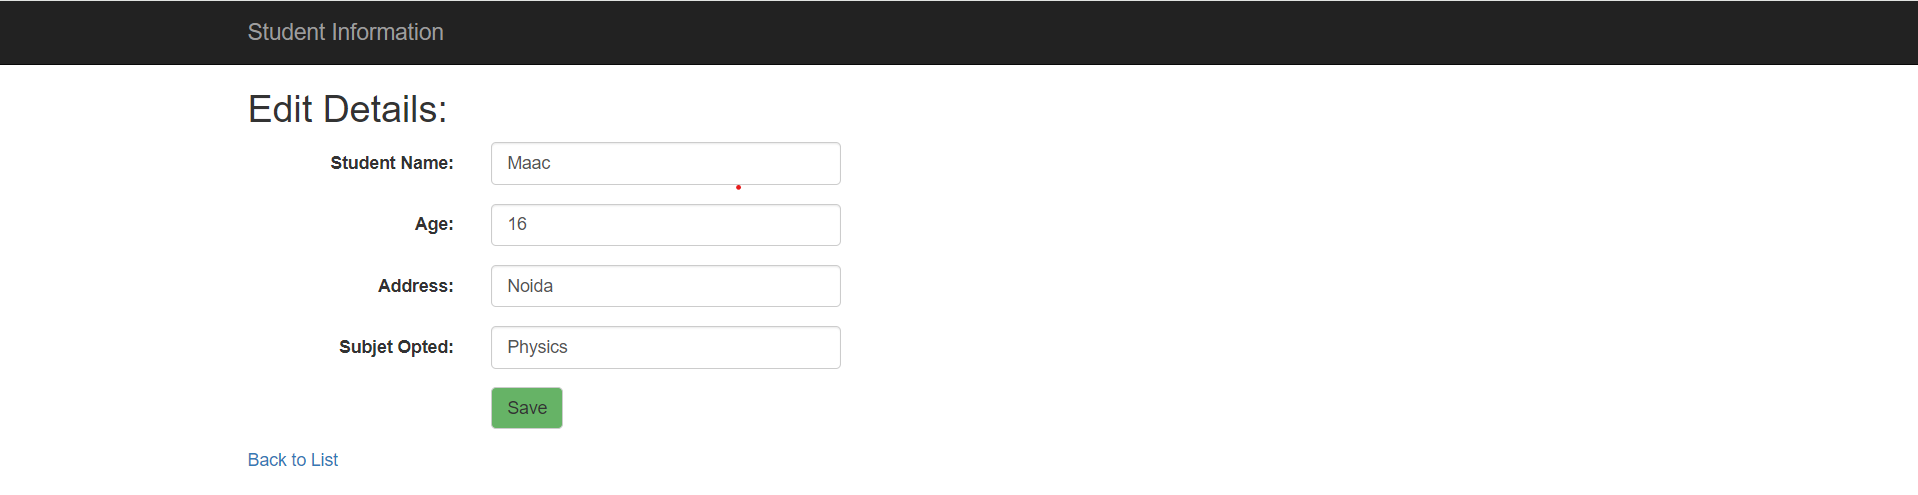 Student Information
Edit Details:
Student Name: Maac
Age: 16
Address: Noida
Subjet Opted: Physics
Save
Back to List